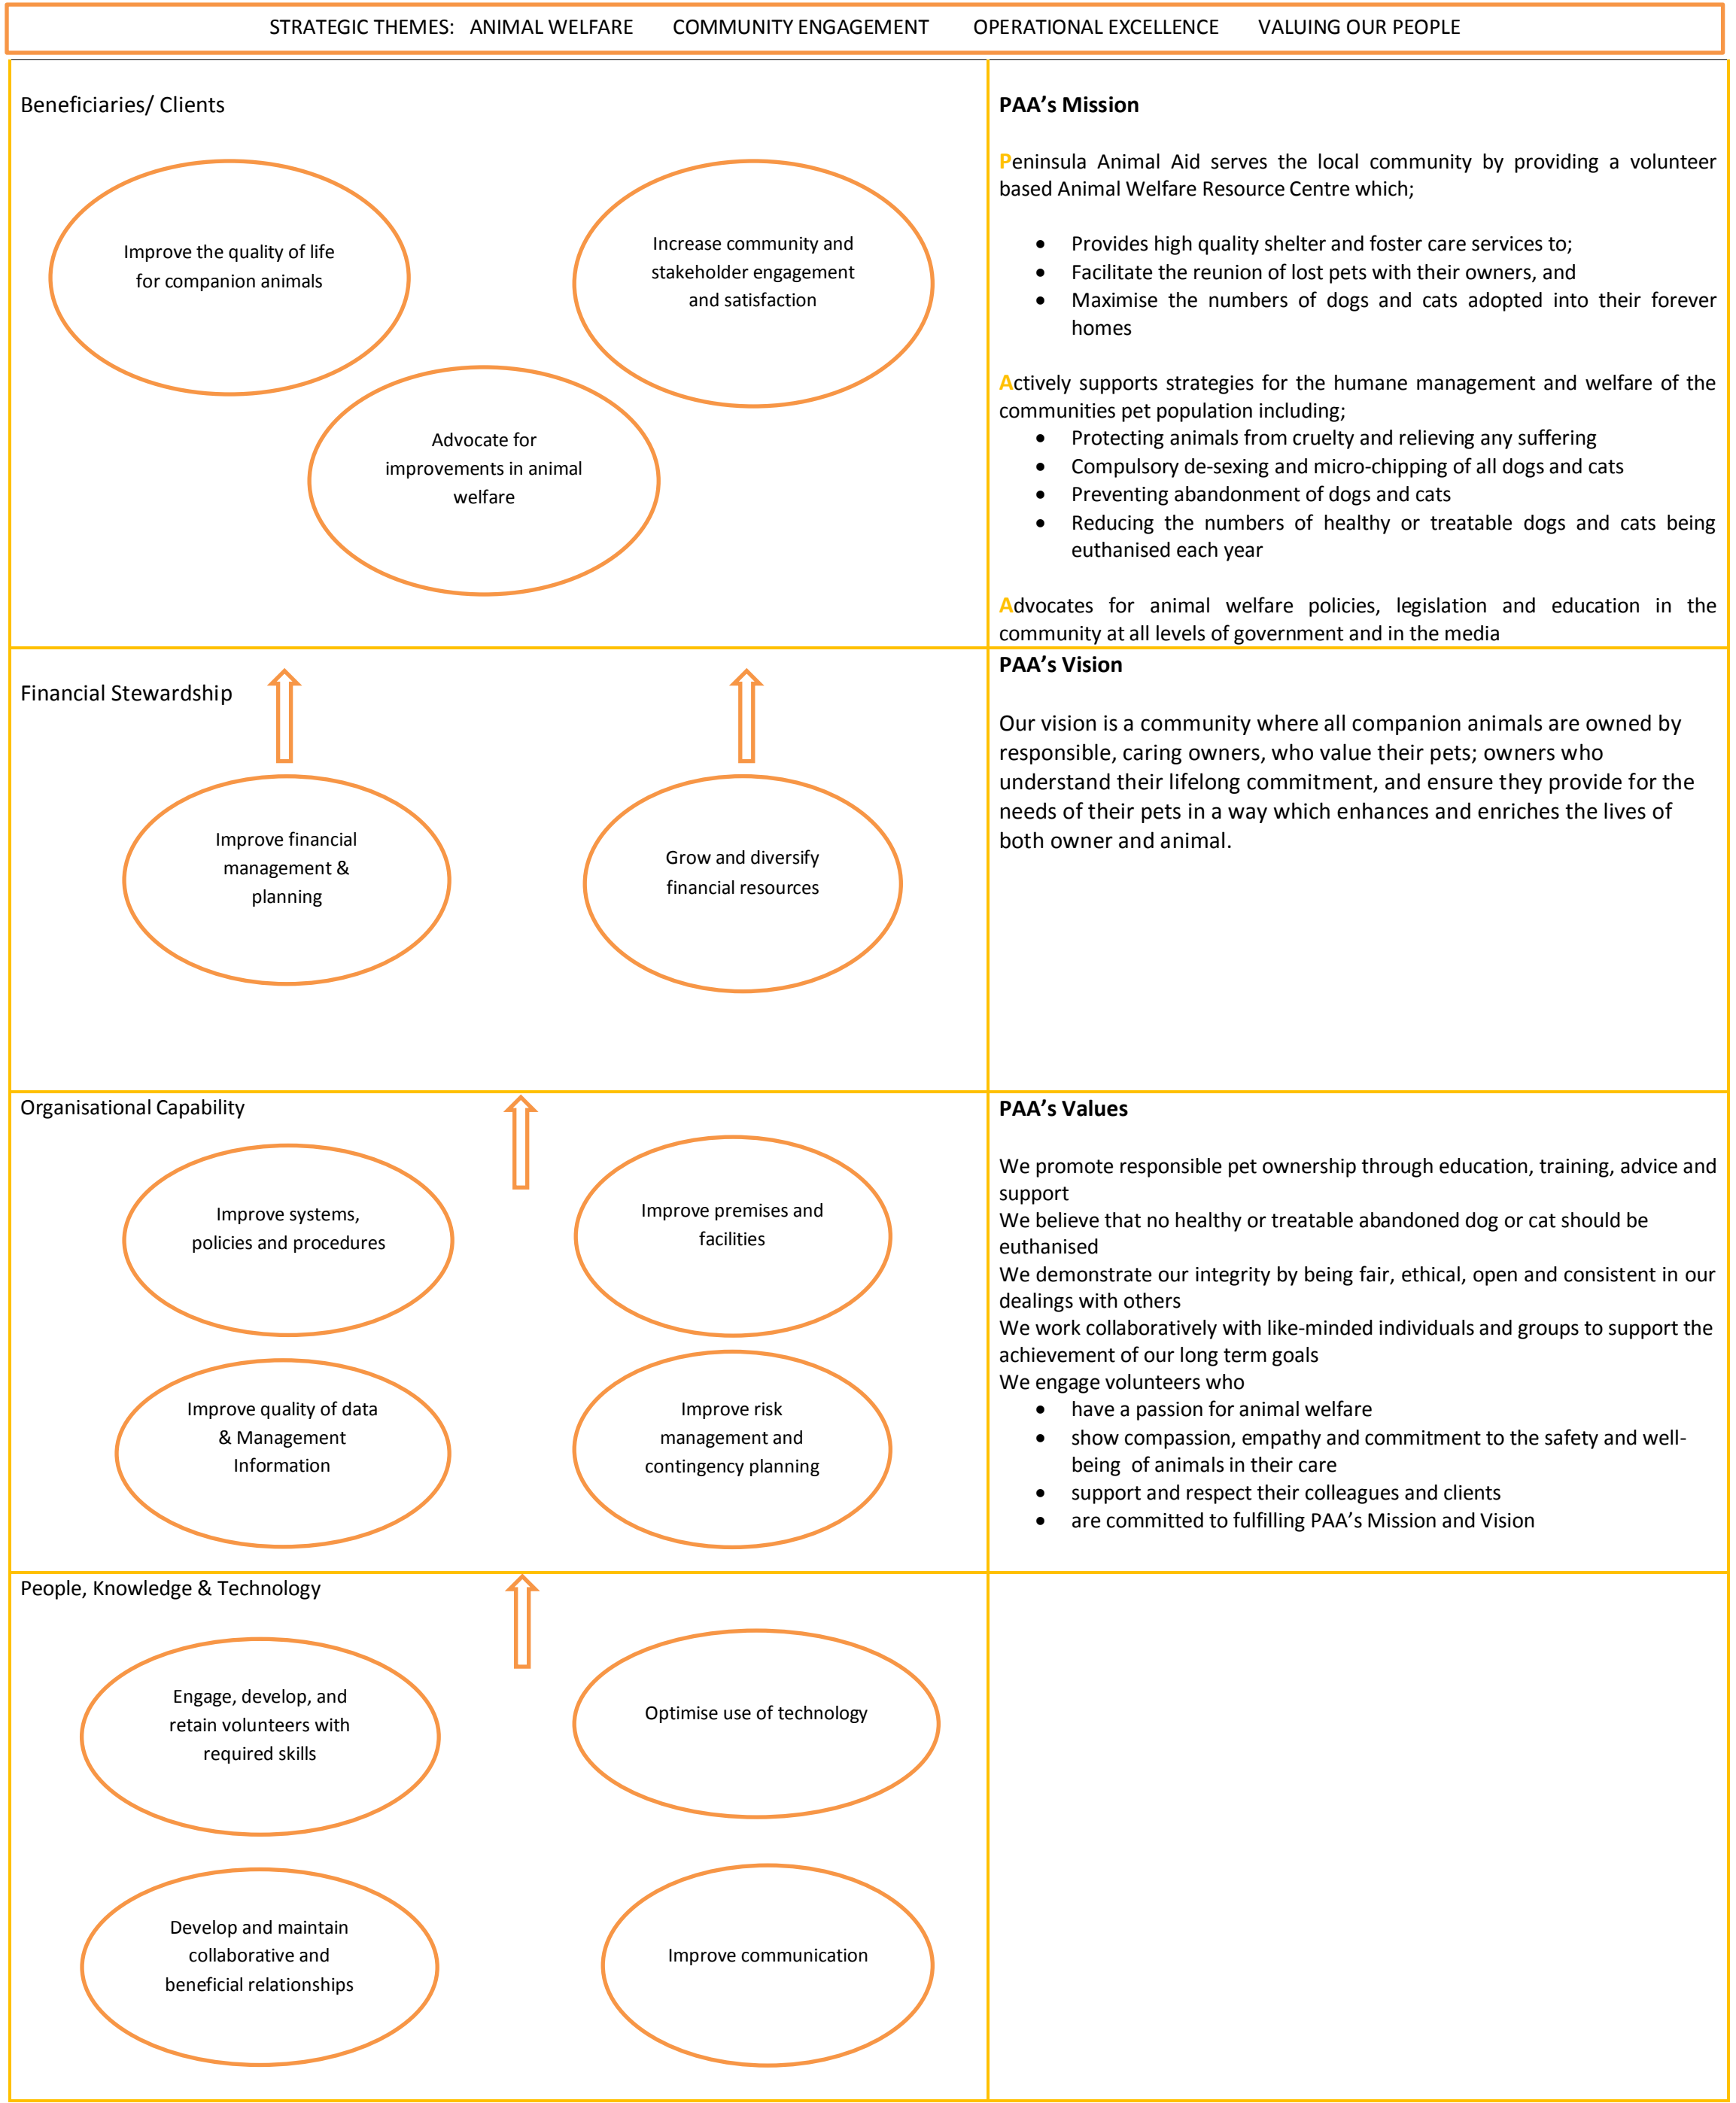 STRATEGIC THEMES: ANIMAL WELFARE COMMUNITY ENGAGEMENT OPERATIONAL EXCELLENCE VALUING OUR PEOPLE
Beneficiaries/ Clients
Improve the quality of life
for companion animals
Increase community and
stakeholder engagement
and satisfaction
Advocate for
improvements in animal
welfare
PAA's Mission
Peninsula Animal Aid serves the local community by providing a volunteer
based Animal Welfare Resource Centre which;
• Provides high quality shelter and foster care services to;
• Facilitate the reunion of lost pets with their owners, and
• Maximise the numbers of dogs and cats adopted into their forever
homes
Actively supports strategies for the humane management and welfare of the
communities pet population including;
• Protecting animals from cruelty and relieving any suffering
• Compulsory de-sexing and micro-chipping of all dogs and cats
• Preventing abandonment of dogs and cats
• Reducing the numbers of healthy or treatable dogs and cats being
euthanised each year
Advocates for animal welfare policies, legislation and education in the
community at all levels of government and in the media
Financial Stewardship
Improve financial
management &
planning
Grow and diversify
financial resources
PAA's Vision
Our vision is a community where all companion animals are owned by
responsible, caring owners, who value their pets; owners who
understand their lifelong commitment, and ensure they provide for the
needs of their pets in a way which enhances and enriches the lives of
both owner and animal.
Organisational Capability
Improve systems,
policies and procedures
Improve premises and
facilities
Improve quality of data
& Management
Information
Improve risk
management and
contingency planning
PAA's Values
We promote responsible pet ownership through education, training, advice and
support
We believe that no healthy or treatable abandoned dog or cat should be
euthanised
We demonstrate our integrity by being fair, ethical, open and consistent in our
dealings with others
We work collaboratively with like-minded individuals and groups to support the
achievement of our long term goals
We engage volunteers who
• have a passion for animal welfare
• show compassion, empathy and commitment to the safety and well-
being of animals in their care
• support and respect their colleagues and clients
• are committed to fulfilling PAA's Mission and Vision
People, Knowledge & Technology
Engage, develop, and
retain volunteers with
required skills
Optimise use of technology
Develop and maintain
collaborative and
beneficial relationships
Improve communication